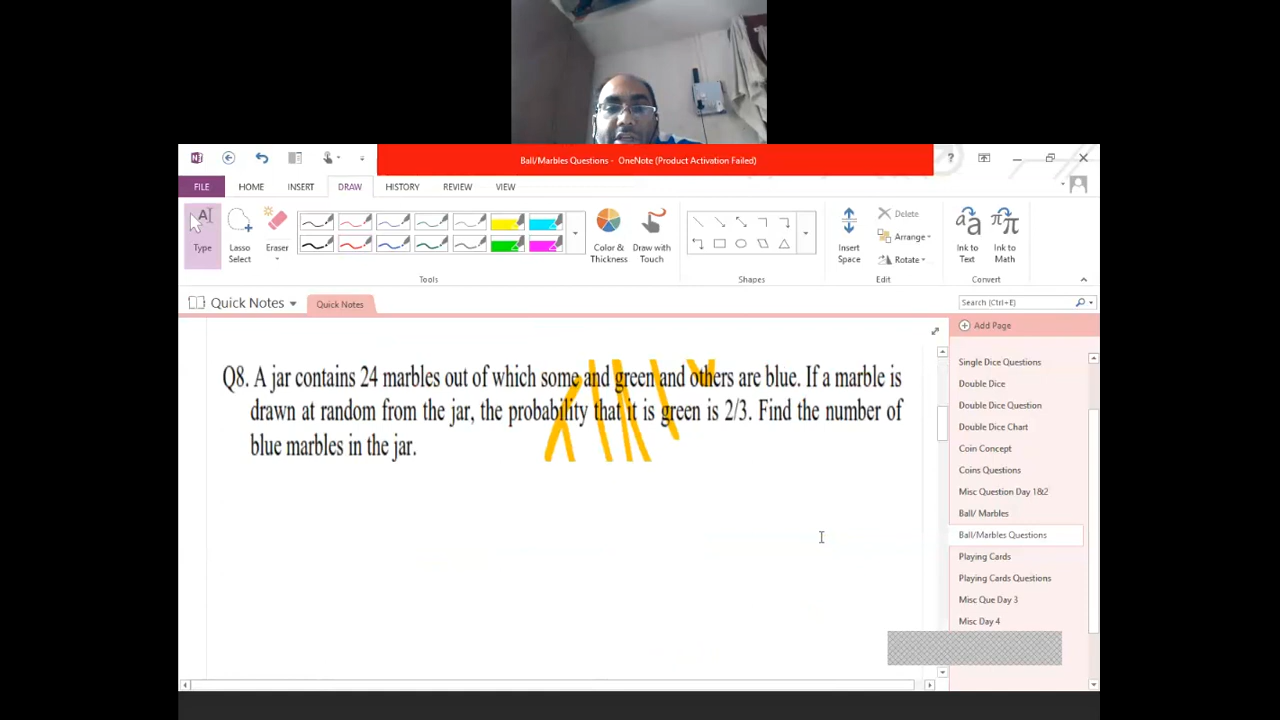 Ball/Marbles Questions - OneNote (Product Activation Failed)
FILE HOME INSERT DRAW HISTORY REVIEW VIEW
Type
Lasso Select
Eraser
Color & Thickness
Draw with Touch
Insert Space
Delete
Arrange
Rotate
Ink to Text
Ink to Math
Tools Shapes Edit Convert
Quick Notes
Quick Notes
Search (Ctrl+E)
Add Page
Q8. A jar contains 24 marbles out of which some and green and others are blue. If a marble is
drawn at random from the jar, the probability that it is green is 2/3. Find the number of
blue marbles in the jar.
Single Dice Questions
Double Dice
Double Dice Question
Double Dice Chart
Coin Concept
Coins Questions
Misc Question Day 1&2
Ball/ Marbles
Ball/Marbles Questions
Playing Cards
Playing Cards Questions
Misc Que Day 3
Misc Day 4